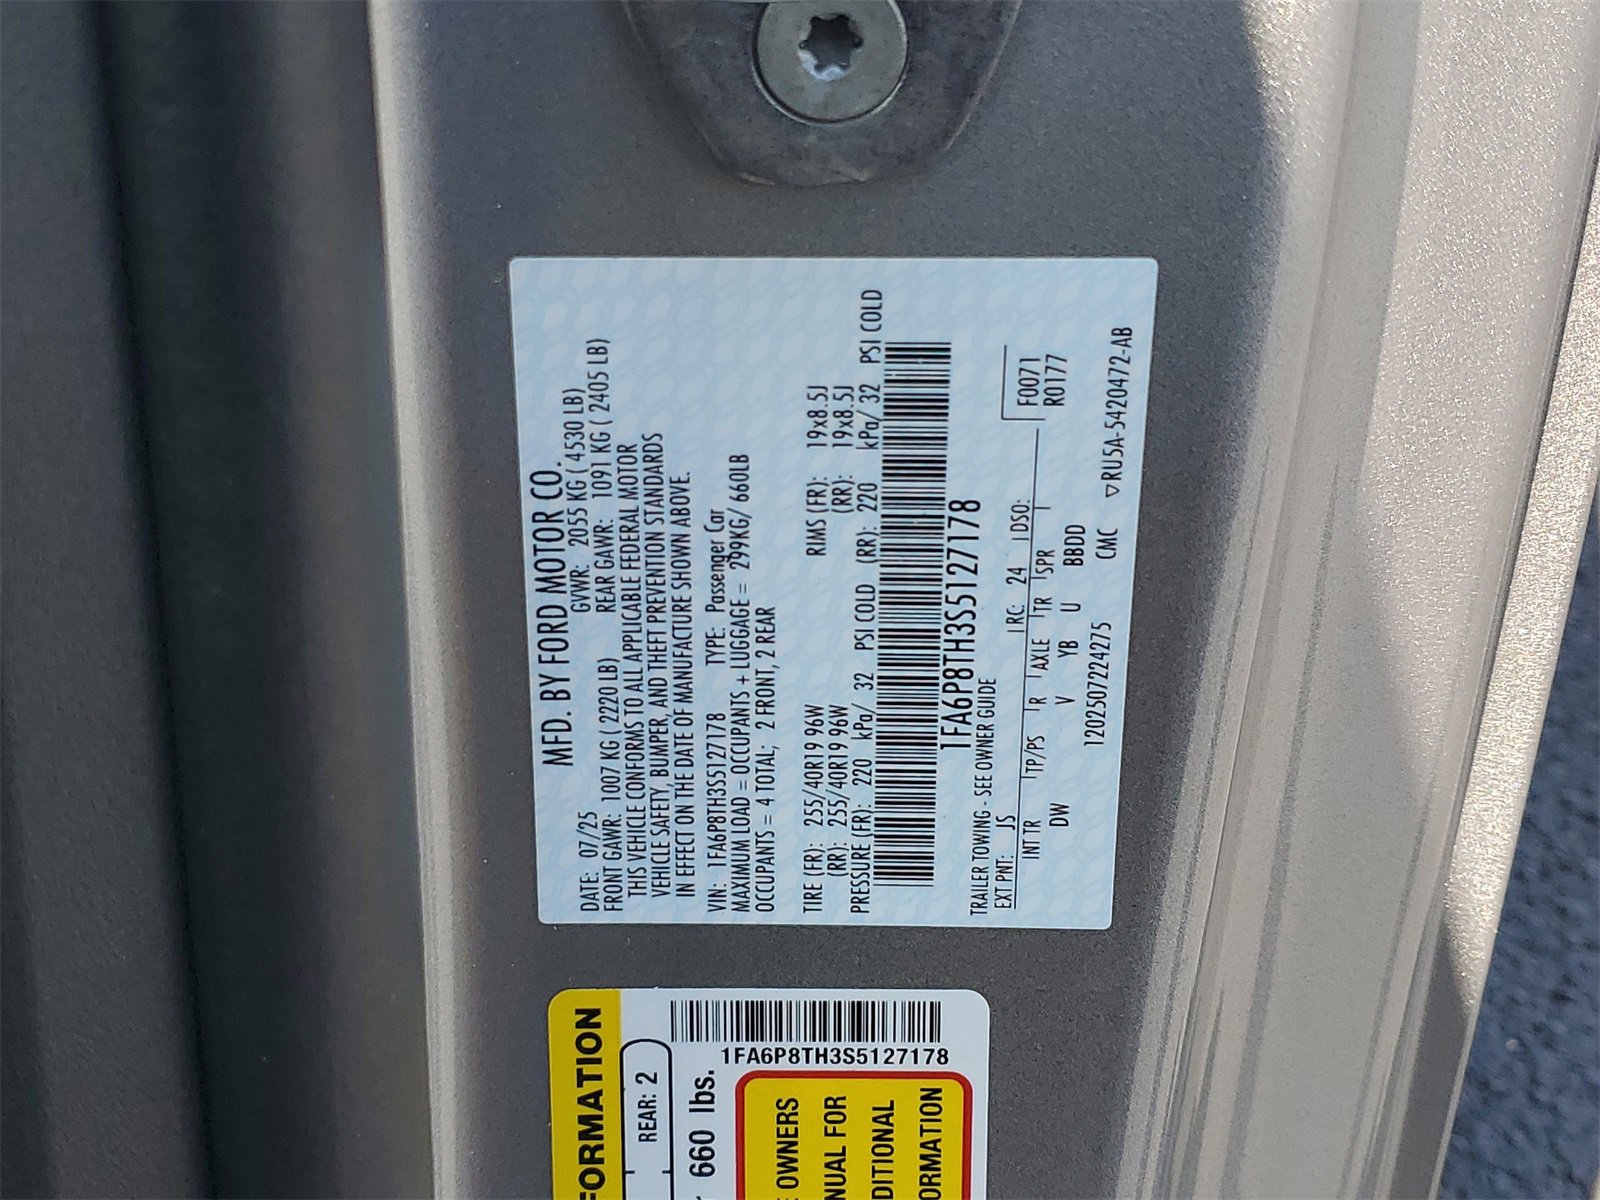 MFD. BY FORD MOTOR CO.
DATE: 07/25 GVWR: 2055 KG ( 4530 LB)
FRONT GAWR: 1007 KG ( 2220 LB) REAR GAWR: 1091 KG ( 2405 LB)
THIS VEHICLE CONFORMS TO ALL APPLICABLE FEDERAL MOTOR
VEHICLE SAFETY, BUMPER, AND THEFT PREVENTION STANDARDS
IN EFFECT ON THE DATE OF MANUFACTURE SHOWN ABOVE.
VIN: 1FA6P8TH3S5127178 TYPE: Passenger Car
MAXIMUM LOAD = OCCUPANTS + LUGGAGE = 299KG/ 660LB
OCCUPANTS = 4 TOTAL; 2 FRONT, 2 REAR
TIRE (FR): 255/40R19 96W RIMS (FR): 19x8.5J
(RR): 255/40R19 96W (RR): 19x8.5J
PRESSURE (FR): 220 kPa/ 32 PSI COLD (RR): 220 kPa/ 32 PSI COLD
1FA6P8TH3S5127178
TRAILER TOWING - SEE OWNER GUIDE
EXT PNT: JS RC: 24 DSO: F0071
INT TR TP/PS R AXLE TR SPR R0177
DW V YB U BBDD
1202507224275 CMC ▽RU5A-5420472-AB
FORMATION
REAR: 2
660 lbs.
1FA6P8TH3S5127178
OWNERS
NUAL FOR
DITIONAL
ORMATION